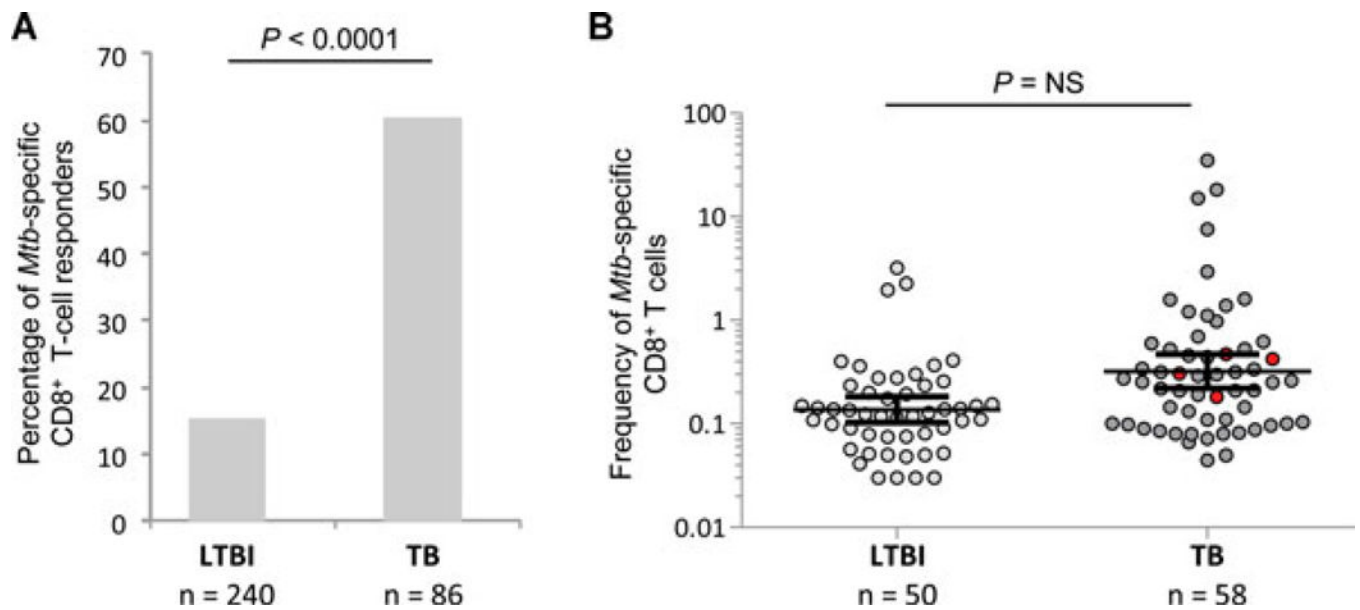 A
P < 0.0001
Percentage of Mtb-specific
CD8⁺ T-cell responders
70
60
50
40
30
20
10
0
LTBI
TB
n = 240
n = 86
B
P = NS
Frequency of Mtb-specific
CD8⁺ T cells
100
10
1
0.1
0.01
LTBI
TB
n = 50
n = 58